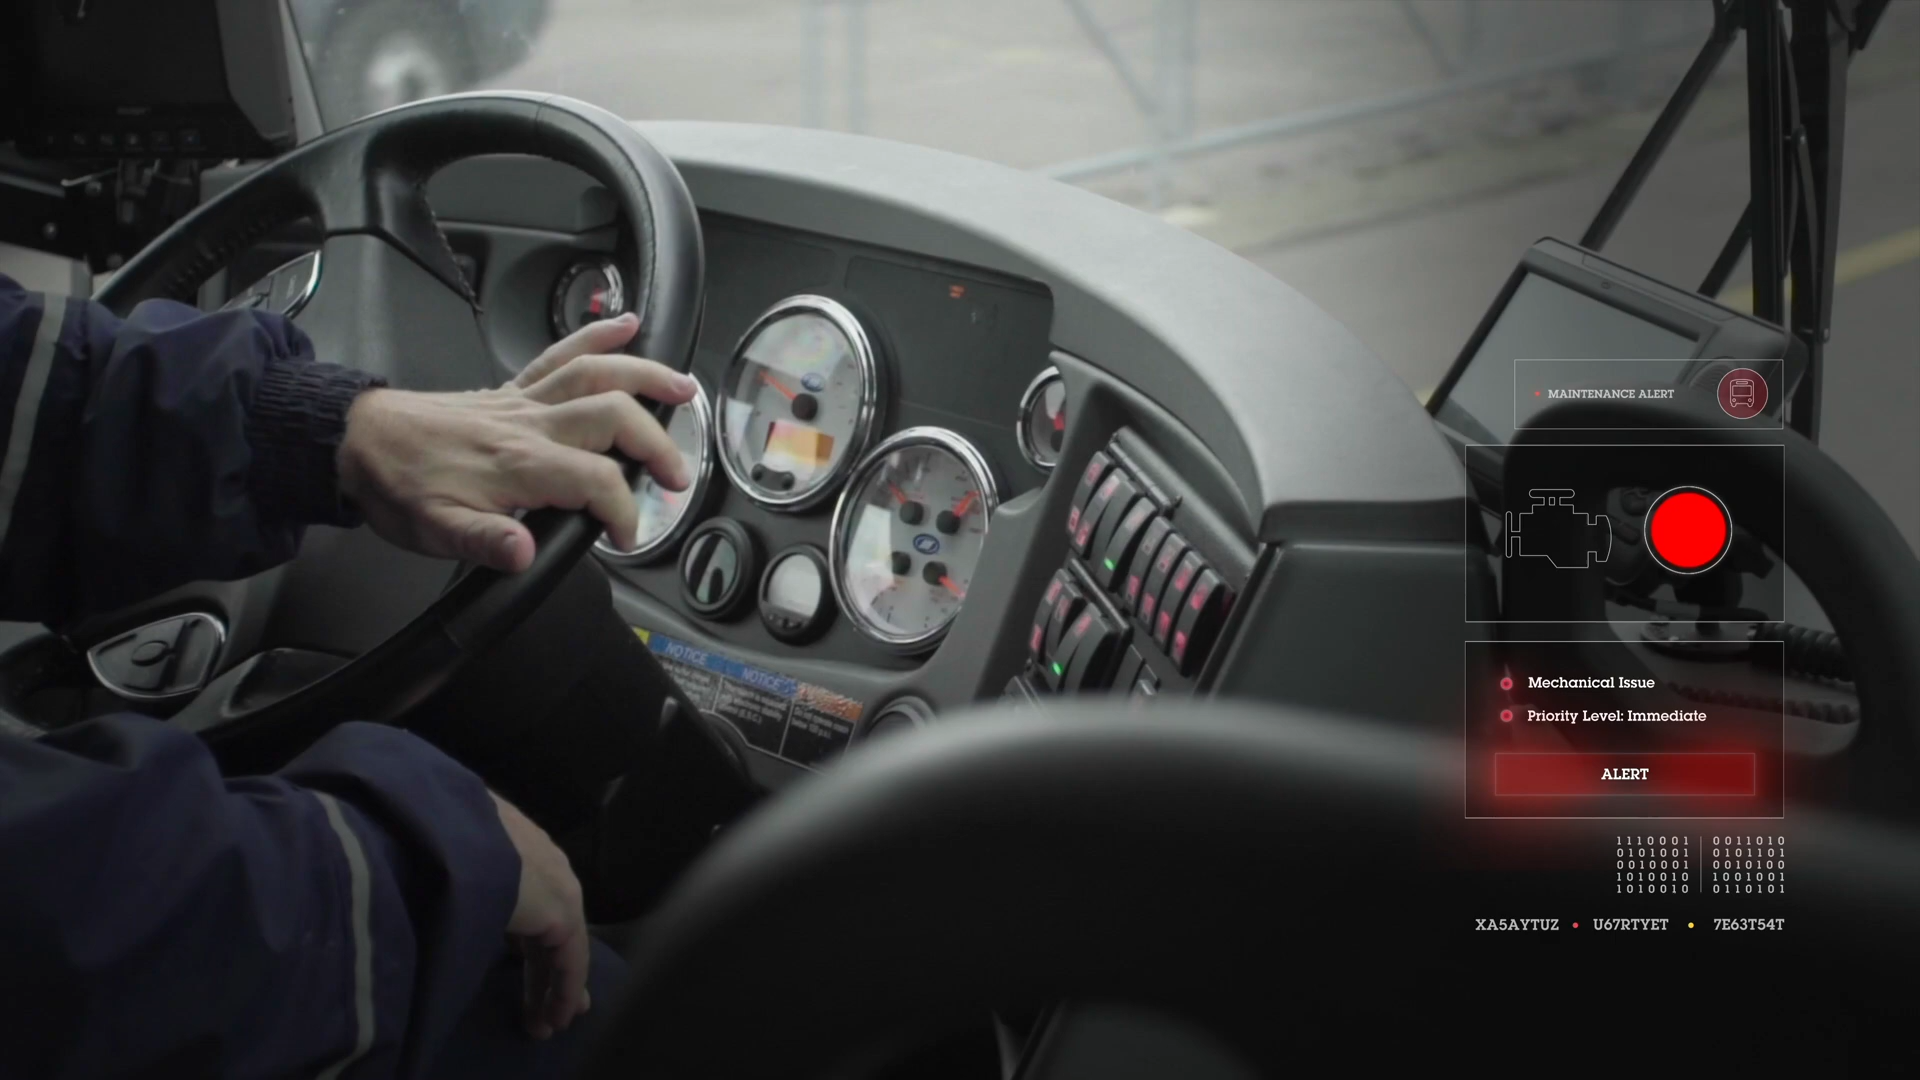 MAINTENANCE ALERT
Mechanical Issue
Priority Level: Immediate
ALERT
1110001 0011010
0101001 0101101
0010001 0010100
1010010 1001001
1010010 0110101
XA5AYTUZ • U67RTYET • 7E63T54T
NOTICE
NOTICE